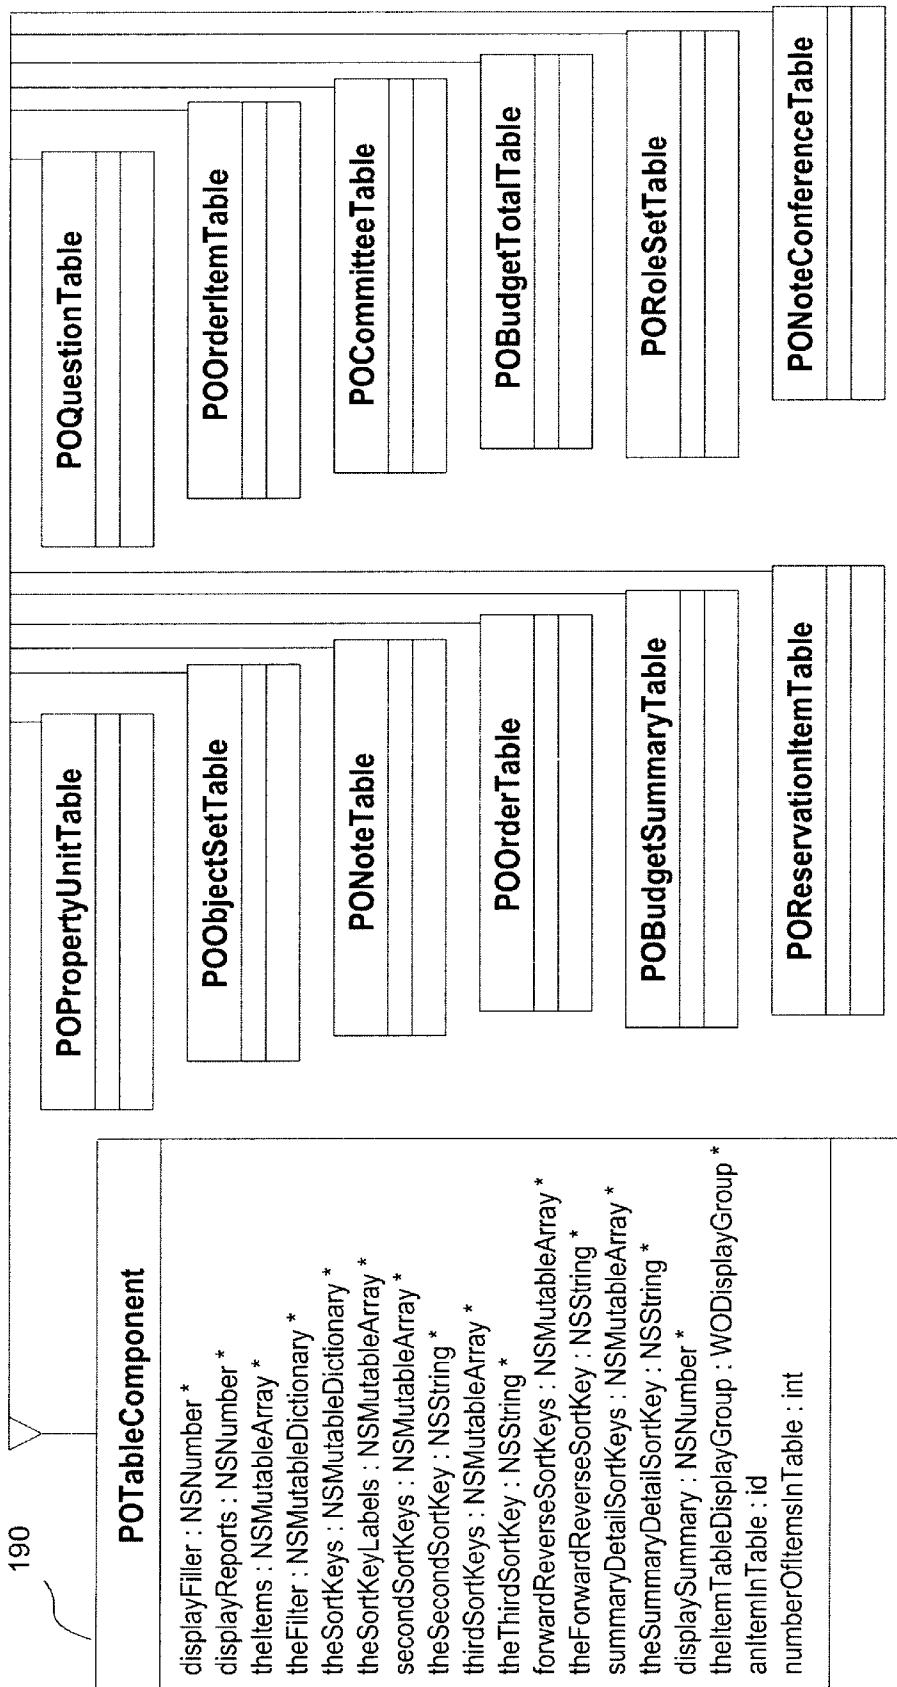 190
POTableComponent
displayFiller : NSNumber *
displayReports : NSNumber *
theItems : NSMutableArray *
theFilter : NSMutableDictionary *
theSortKeys : NSMutableDictionary *
theSortKeyLabels : NSMutableArray *
secondSortKeys : NSMutableArray *
theSecondSortKey : NSString *
thirdSortKeys : NSMutableArray *
theThirdSortKey : NSString *
forwardReverseSortKeys : NSMutableArray *
theForwardReverseSortKey : NSString *
summaryDetailSortKeys : NSMutableArray *
theSummaryDetailSortKey : NSString *
displaySummary : NSNumber *
theItemTableDisplayGroup : WODisplayGroup *
anItemInTable : id
numberOfItemsInTable : int
POPropertyUnitTable
POObjectSetTable
PONoteTable
POOrderTable
POBudgetSummaryTable
POReservationItemTable
POQuestionTable
POOrderItemTable
POCommitteeTable
POBudgetTotalTable
PORoleSetTable
PONoteConferenceTable